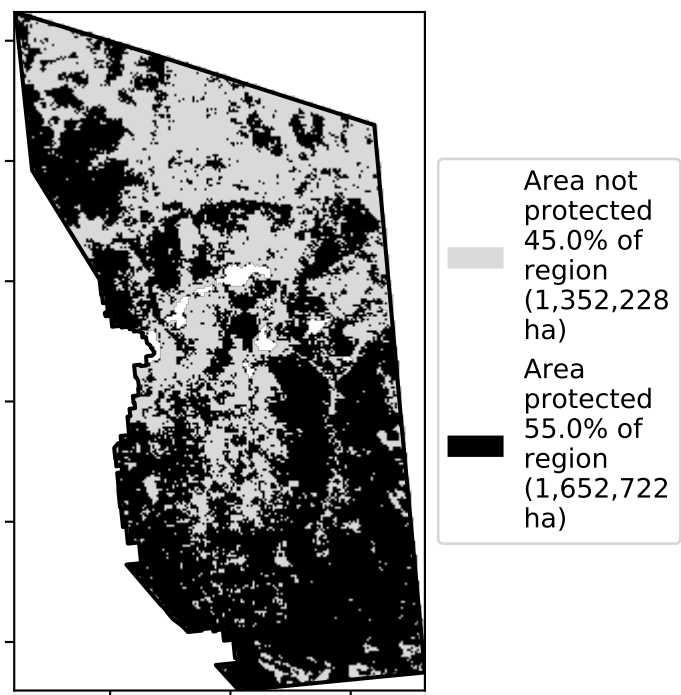 Area not
protected
45.0% of
region
(1,352,228
ha)
Area
protected
55.0% of
region
(1,652,722
ha)